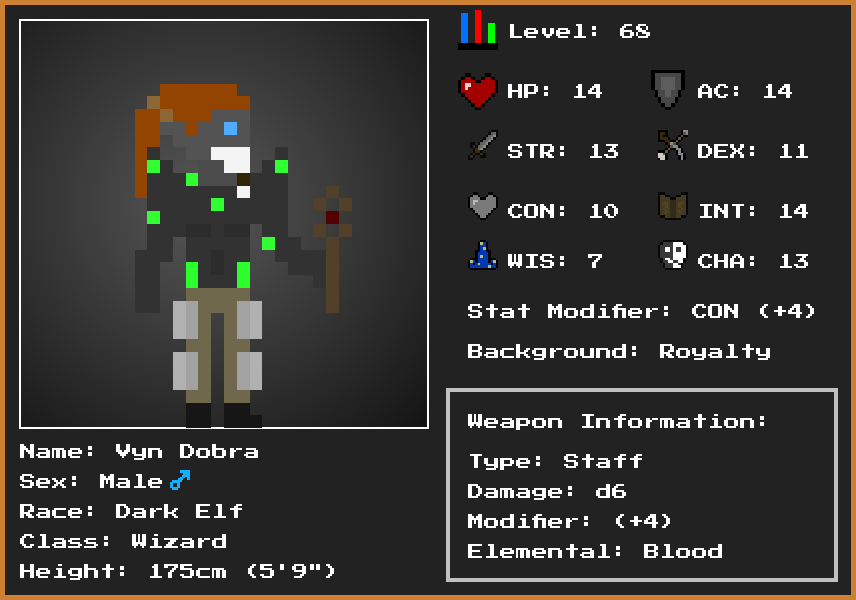 Level: 68
HP: 14
AC: 14
STR: 13
DEX: 11
CON: 10
INT: 14
WIS: 7
CHA: 13
Stat Modifier: CON (+4)
Background: Royalty
Weapon Information:
Type: Staff
Damage: d6
Modifier: (+4)
Elemental: Blood
Name: Vyn Dobra
Sex: Male ♂
Race: Dark Elf
Class: Wizard
Height: 175cm (5'9")